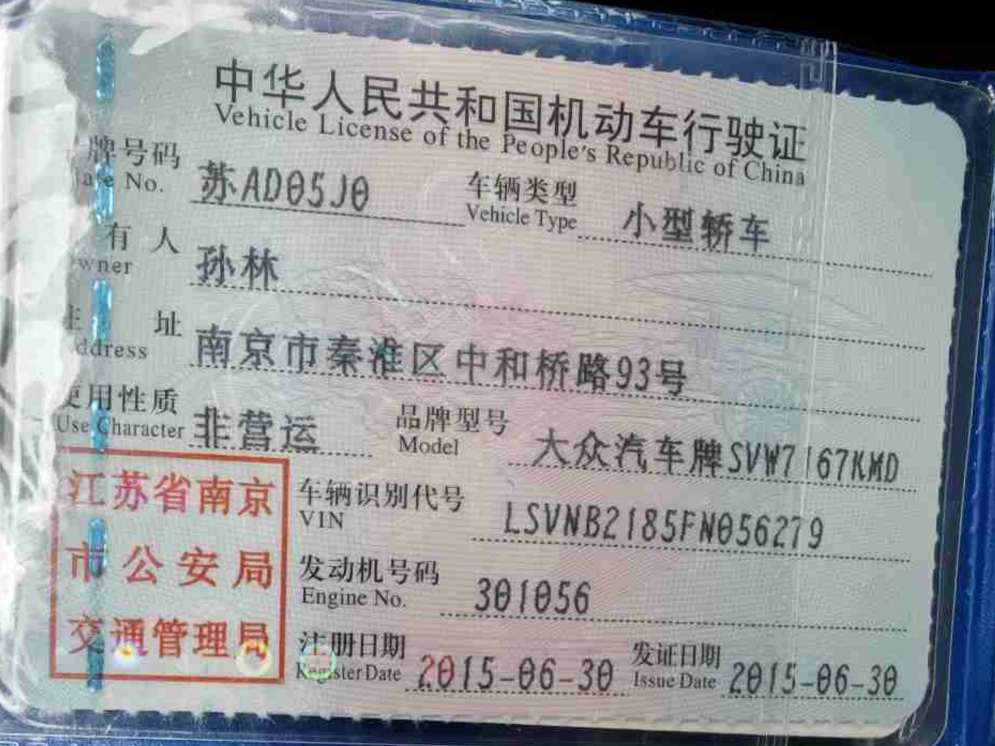 中华人民共和国机动车行驶证
Vehicle License of the People's Republic of China
牌号码 苏AD05J0 车辆类型 小型轿车
No. Vehicle Type
有人 孙林
wner
址 南京市秦淮区中和桥路93号
ddress
使用性质 非营运 品牌型号 大众汽车牌SVW7167KMD
Use Character Model
江苏省南京
市公安局
交通管理局
车辆识别代号 LSVNB2185FN056279
VIN
发动机号码 301056
Engine No.
注册日期 2015-06-30 发证日期 2015-06-30
Register Date Issue Date